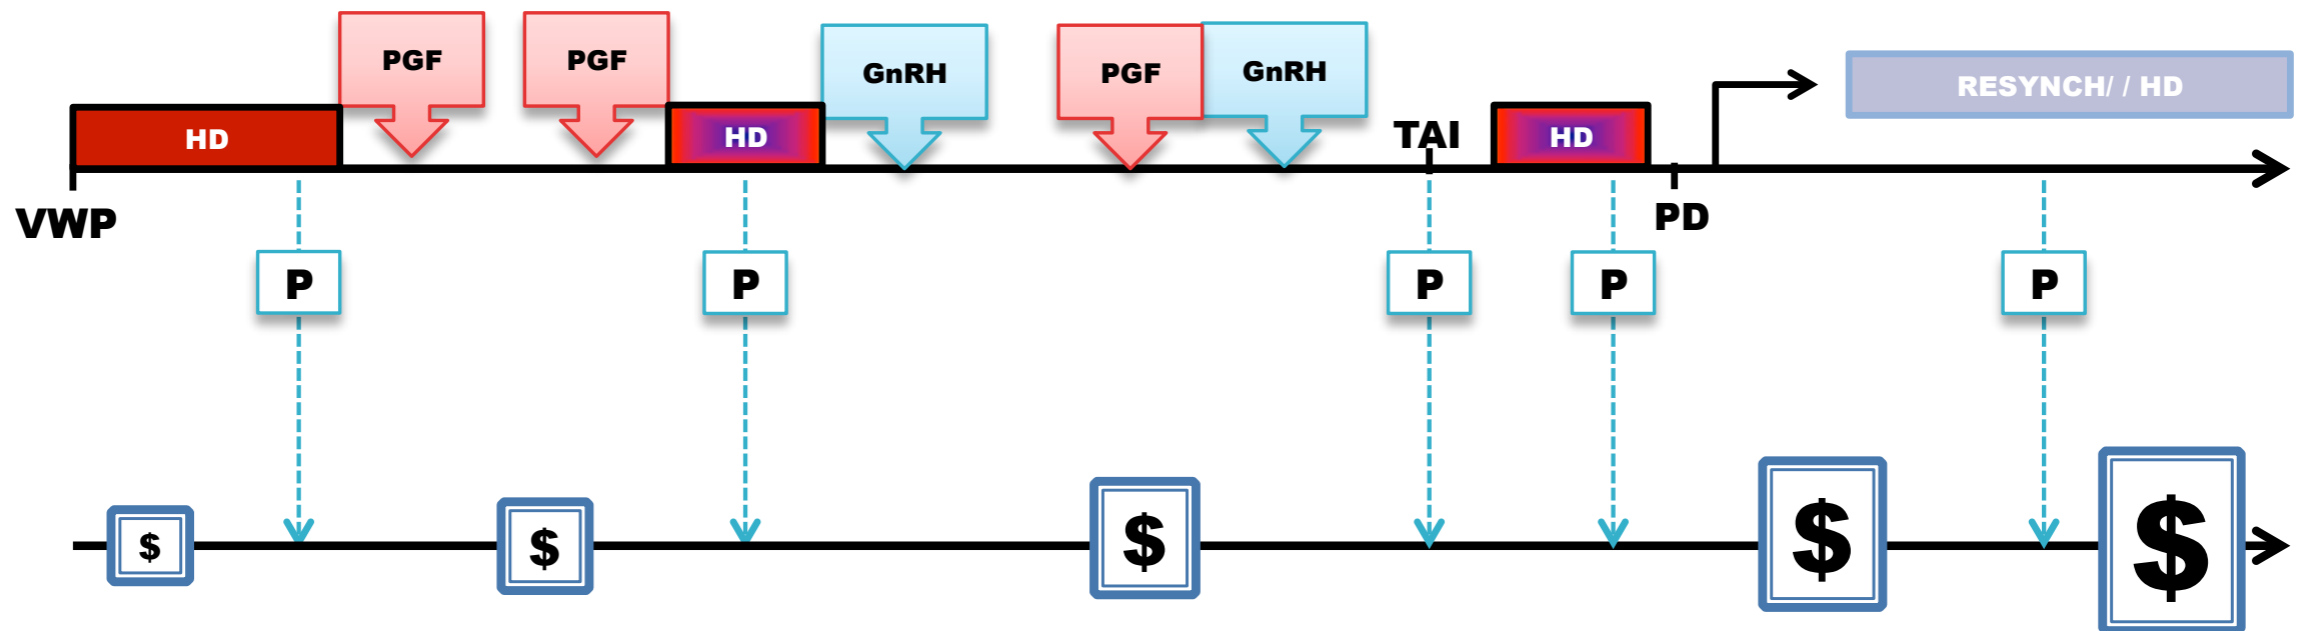 PGF
PGF
GnRH
PGF
GnRH
RESYNCH/ / HD
HD
HD
TAI
HD
VWP
PD
P
P
P
P
P
$
$
$
$
$